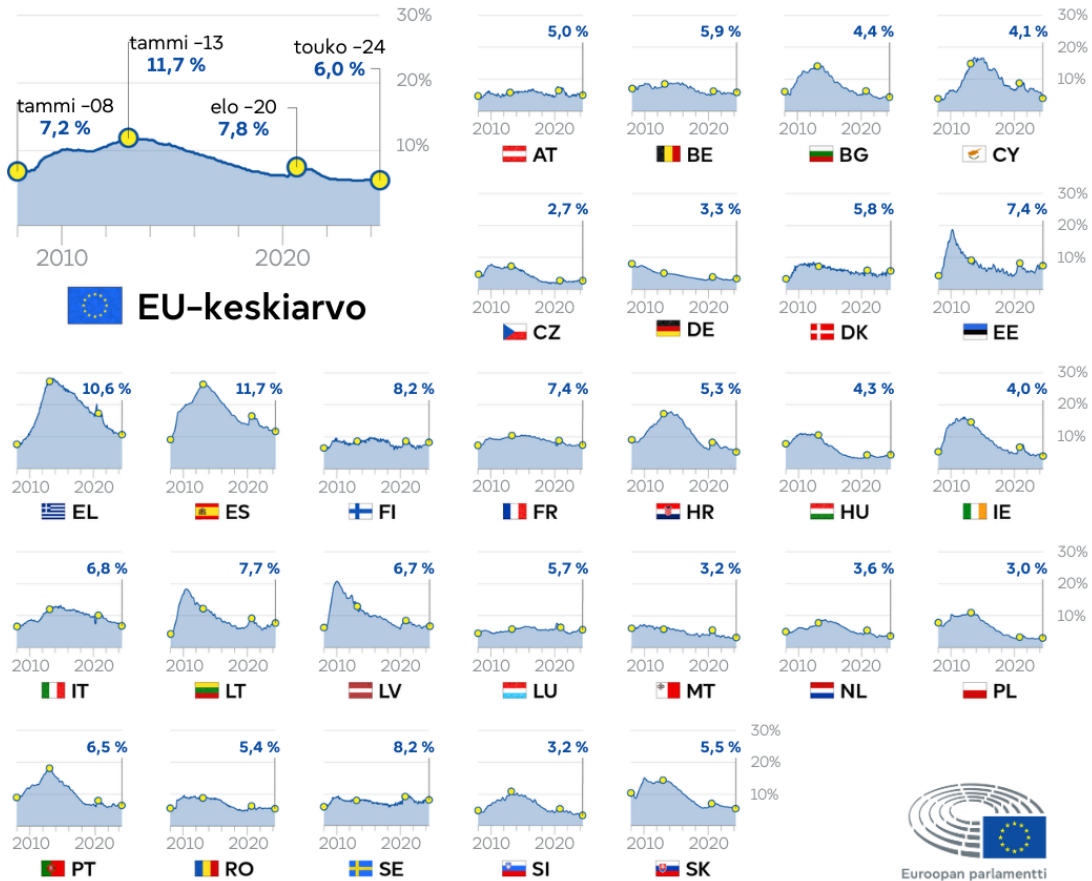 30%
tammi –13
11,7 %
touko –24
6,0 %
20%
tammi –08
7,2 %
elo –20
7,8 %
10%
2010 2020
EU-keskiarvo
5,0 % 5,9 % 4,4 % 4,1 % 30%
20%
10%
2010 2020 2010 2020 2010 2020 2010 2020
AT BE BG CY
2,7 % 3,3 % 5,8 % 7,4 % 30%
20%
10%
2010 2020 2010 2020 2010 2020 2010 2020
CZ DE DK EE
10,6 % 11,7 % 8,2 % 7,4 % 5,3 % 4,3 % 4,0 % 30%
20%
10%
2010 2020 2010 2020 2010 2020 2010 2020 2010 2020 2010 2020 2010 2020
EL ES FI FR HR HU IE
6,8 % 7,7 % 6,7 % 5,7 % 3,2 % 3,6 % 3,0 % 30%
20%
10%
2010 2020 2010 2020 2010 2020 2010 2020 2010 2020 2010 2020 2010 2020
IT LT LV LU MT NL PL
6,5 % 5,4 % 8,2 % 3,2 % 5,5 % 30%
20%
10%
2010 2020 2010 2020 2010 2020 2010 2020 2010 2020
PT RO SE SI SK
Euroopan parlamentti